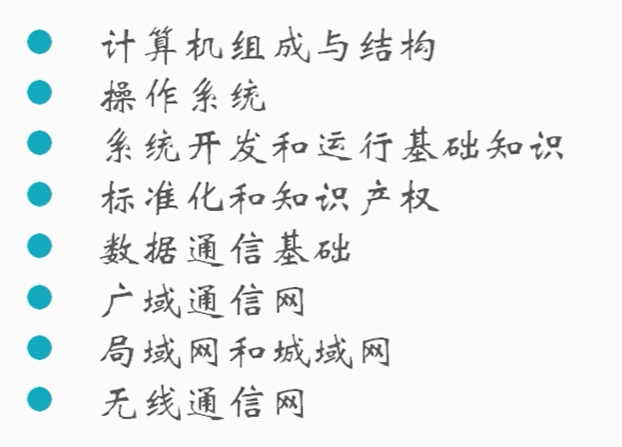 计算机组成与结构
操作系统
系统开发和运行基础知识
标准化和知识产权
数据通信基础
广域通信网
局域网和城域网
无线通信网